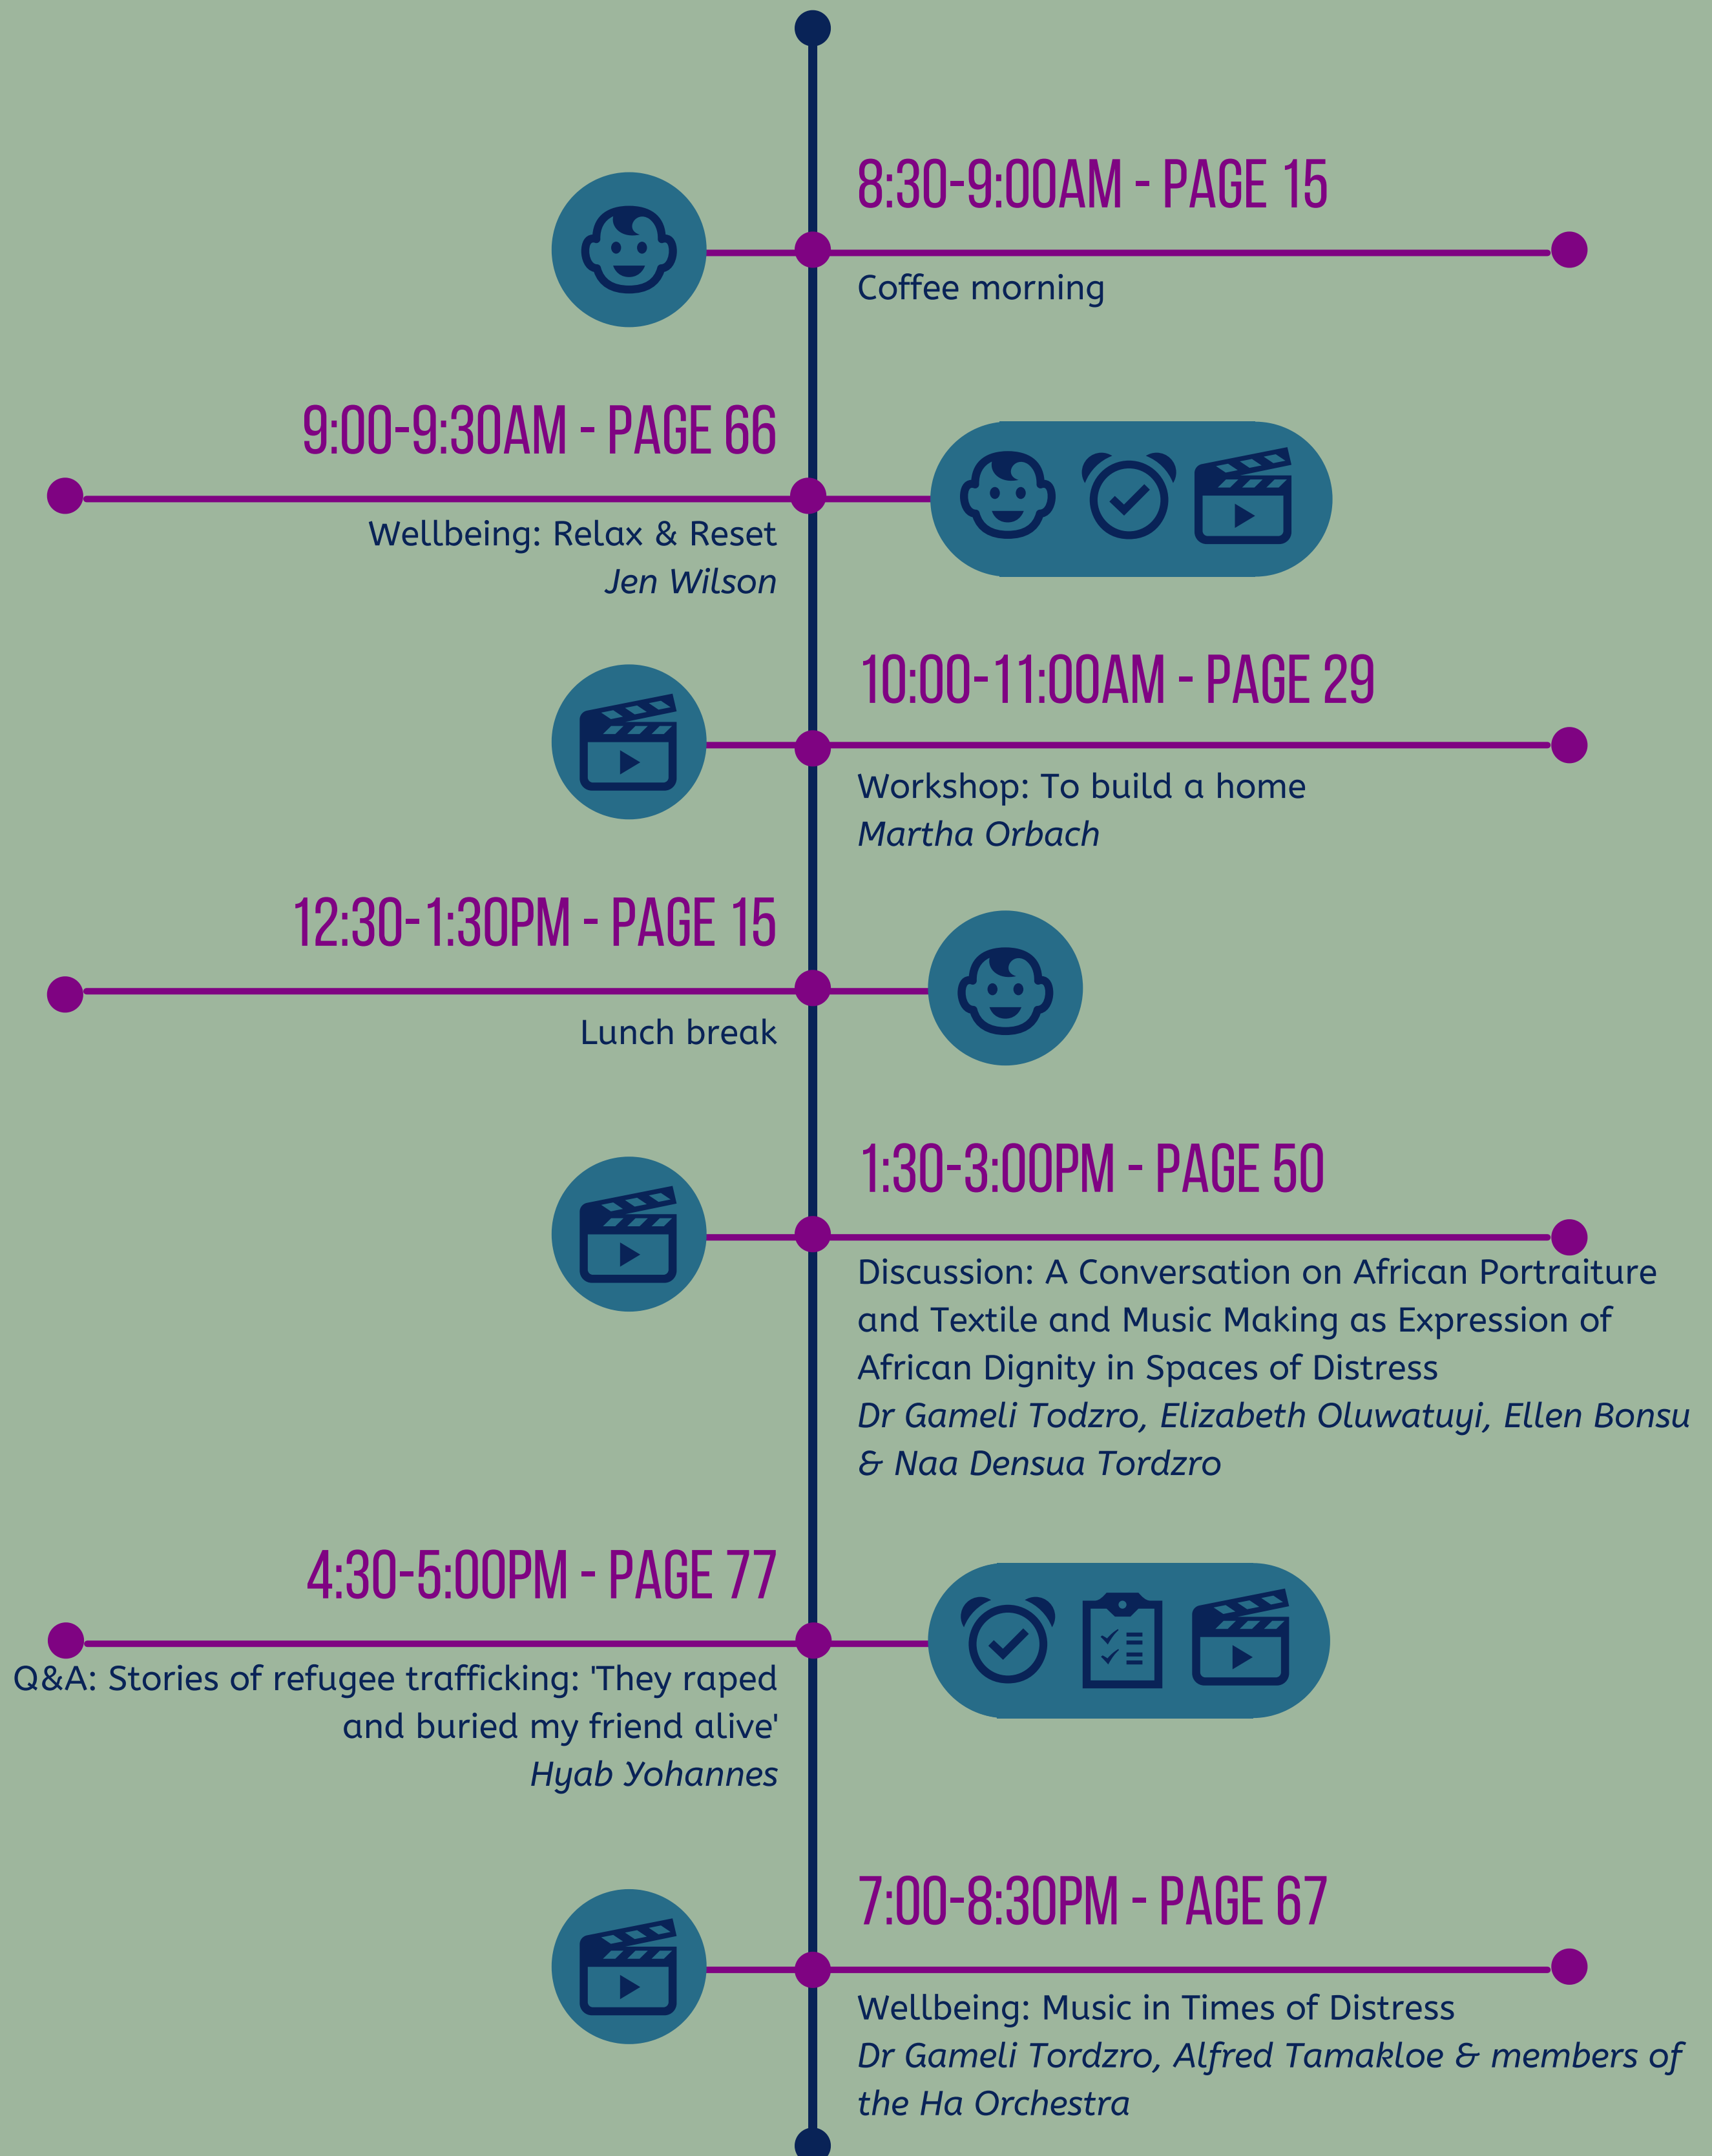 8:30-9:00AM - PAGE 15
Coffee morning
9:00-9:30AM - PAGE 66
Wellbeing: Relax & Reset
Jen Wilson
10:00-11:00AM - PAGE 29
Workshop: To build a home
Martha Orbach
12:30-1:30PM - PAGE 15
Lunch break
1:30-3:00PM - PAGE 50
Discussion: A Conversation on African Portraiture
and Textile and Music Making as Expression of
African Dignity in Spaces of Distress
Dr Gameli Todzro, Elizabeth Oluwatuyi, Ellen Bonsu
& Naa Densua Tordzro
4:30-5:00PM - PAGE 77
Q&A: Stories of refugee trafficking: 'They raped
and buried my friend alive'
Hyab Yohannes
7:00-8:30PM - PAGE 67
Wellbeing: Music in Times of Distress
Dr Gameli Tordzro, Alfred Tamakloe & members of
the Ha Orchestra